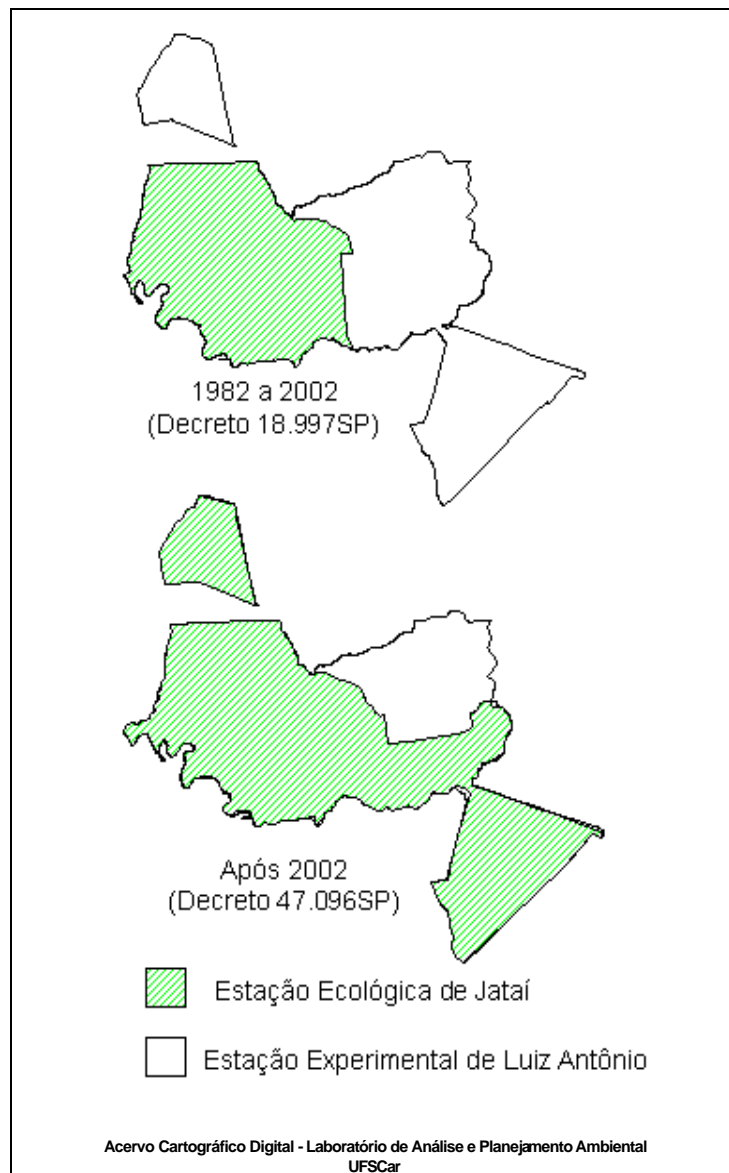 1982 a 2002
(Decreto 18.997SP)
Após 2002
(Decreto 47.096SP)
Estação Ecológica de Jataí
Estação Experimental de Luiz Antônio
Acervo Cartográfico Digital - Laboratório de Análise e Planejamento Ambiental
UFSCar